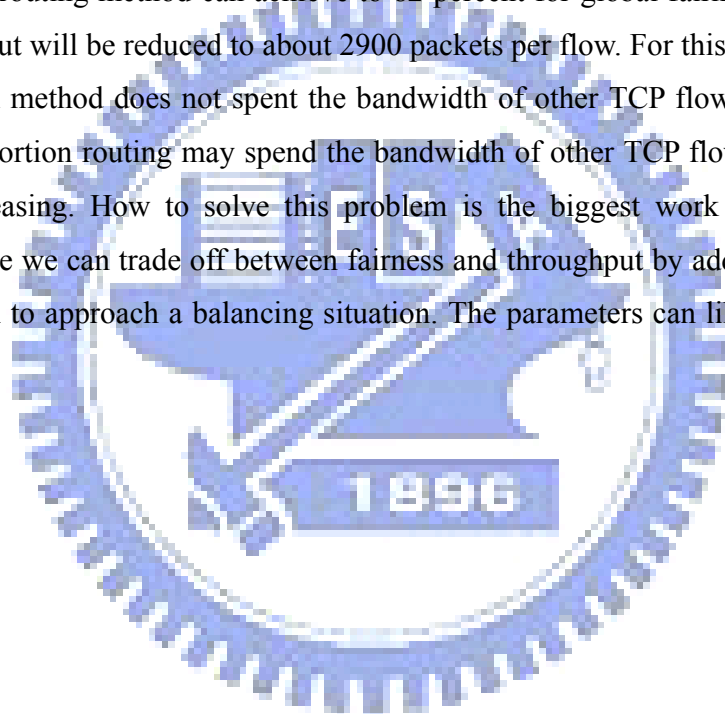 routing method can achieve to 82 percent for global
ut will be reduced to about 2900 packets per flow. For this
method does not spent the bandwidth of other TCP flow
ortion routing may spend the bandwidth of other TCP flo
easing. How to solve this problem is the biggest work
e we can trade off between fairness and throughput by ad
to approach a balancing situation. The parameters can li
E S
1896